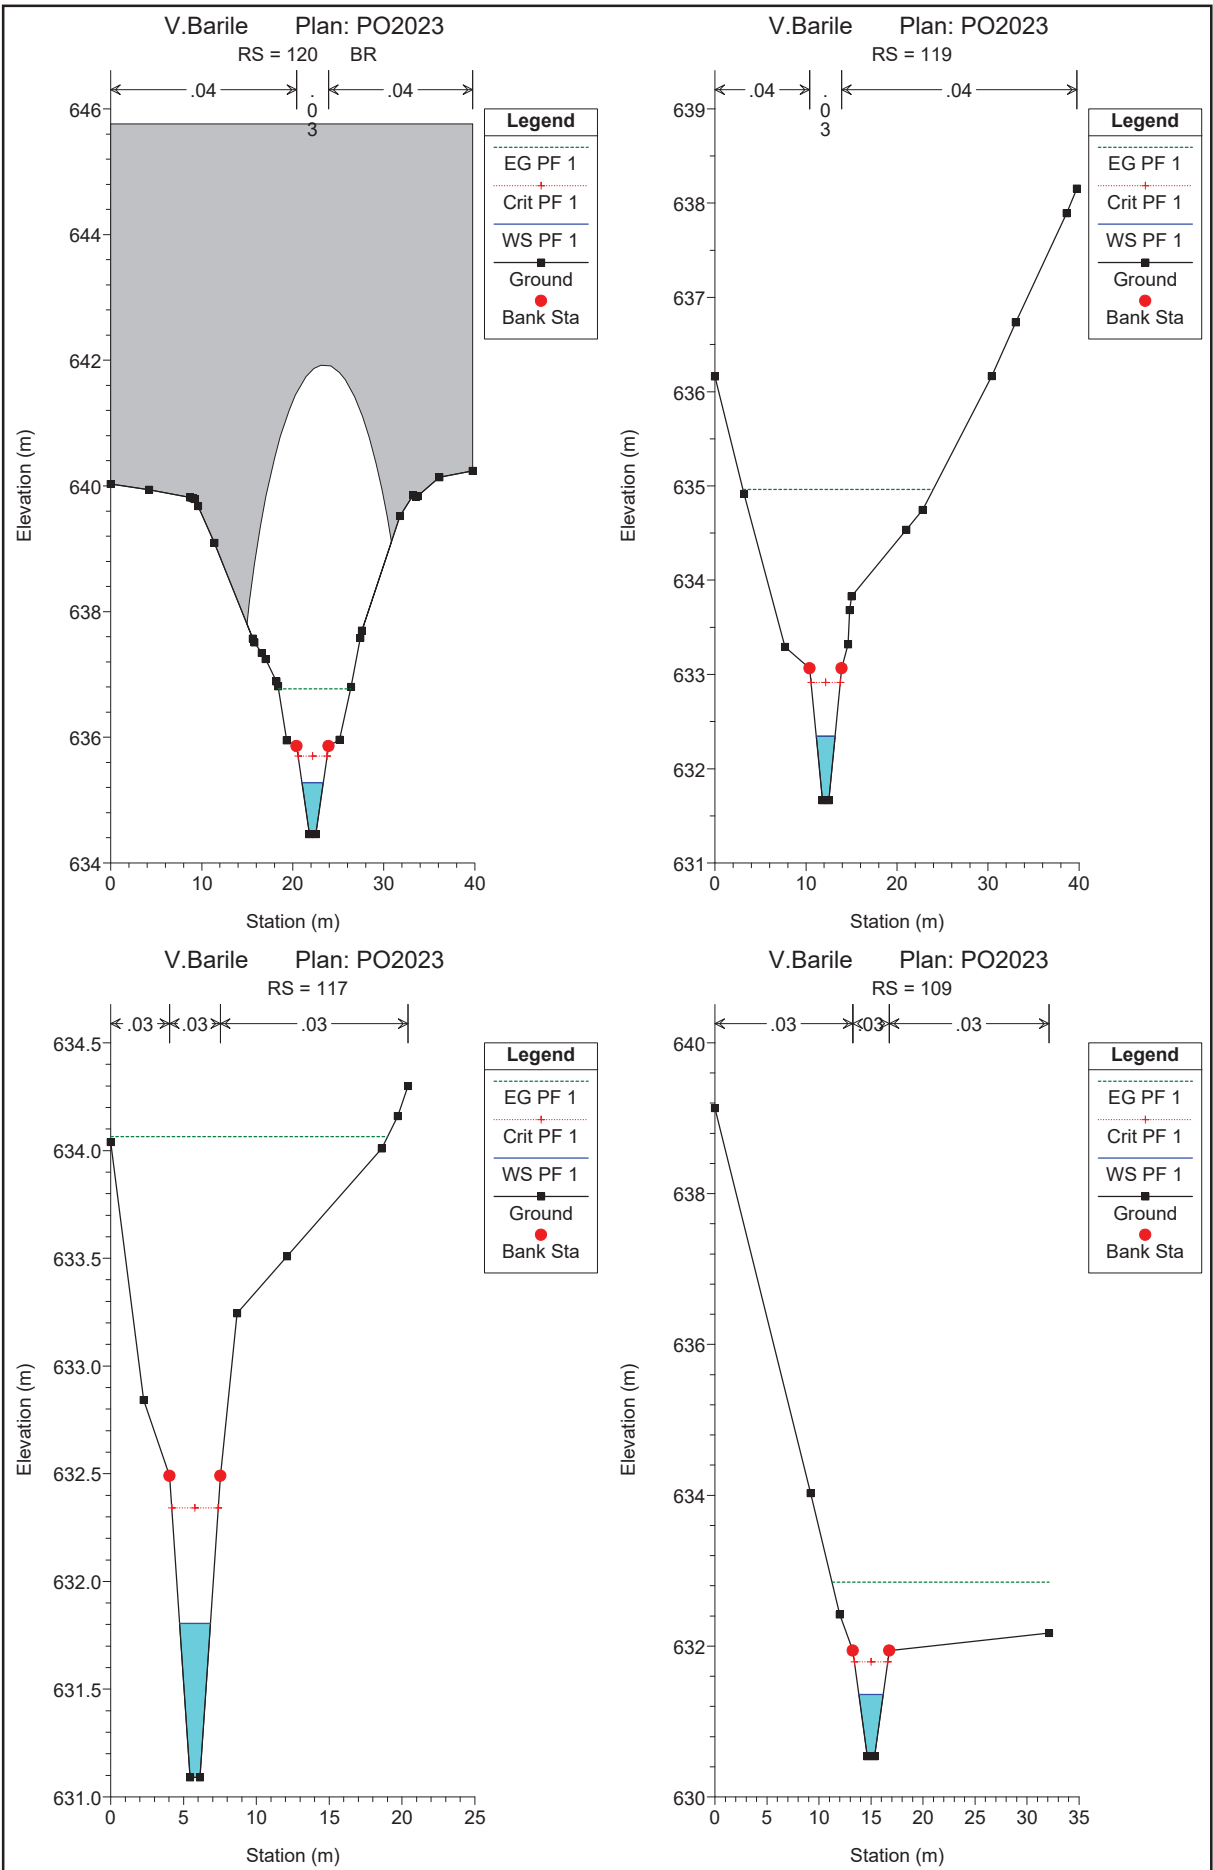 V.Barile Plan: PO2023
RS = 120 BR
.04 .03 .04
646
644
642
640
638
636
634
0 10 20 30 40
Elevation (m)
Station (m)
Legend
EG PF 1
Crit PF 1
WS PF 1
Ground
Bank Sta
V.Barile Plan: PO2023
RS = 119
.04 .03 .04
639
638
637
636
635
634
633
632
631
0 10 20 30 40
Elevation (m)
Station (m)
Legend
EG PF 1
Crit PF 1
WS PF 1
Ground
Bank Sta
V.Barile Plan: PO2023
RS = 117
.03 .03 .03
634.5
634.0
633.5
633.0
632.5
632.0
631.5
631.0
0 5 10 15 20 25
Elevation (m)
Station (m)
Legend
EG PF 1
Crit PF 1
WS PF 1
Ground
Bank Sta
V.Barile Plan: PO2023
RS = 109
.03 .03 .03
640
638
636
634
632
630
0 5 10 15 20 25 30 35
Elevation (m)
Station (m)
Legend
EG PF 1
Crit PF 1
WS PF 1
Ground
Bank Sta